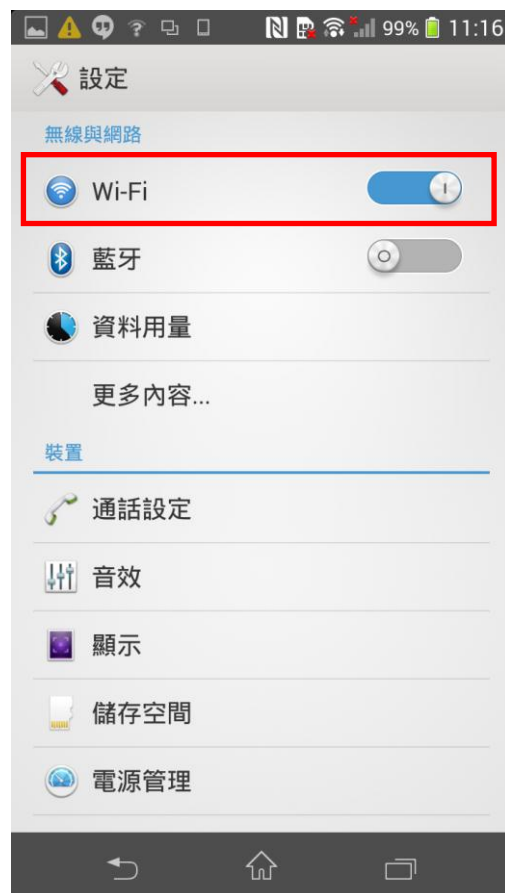 99% 11:16
設定
無線與網路
Wi-Fi
藍牙
資料用量
更多內容...
裝置
通話設定
音效
顯示
儲存空間
電源管理